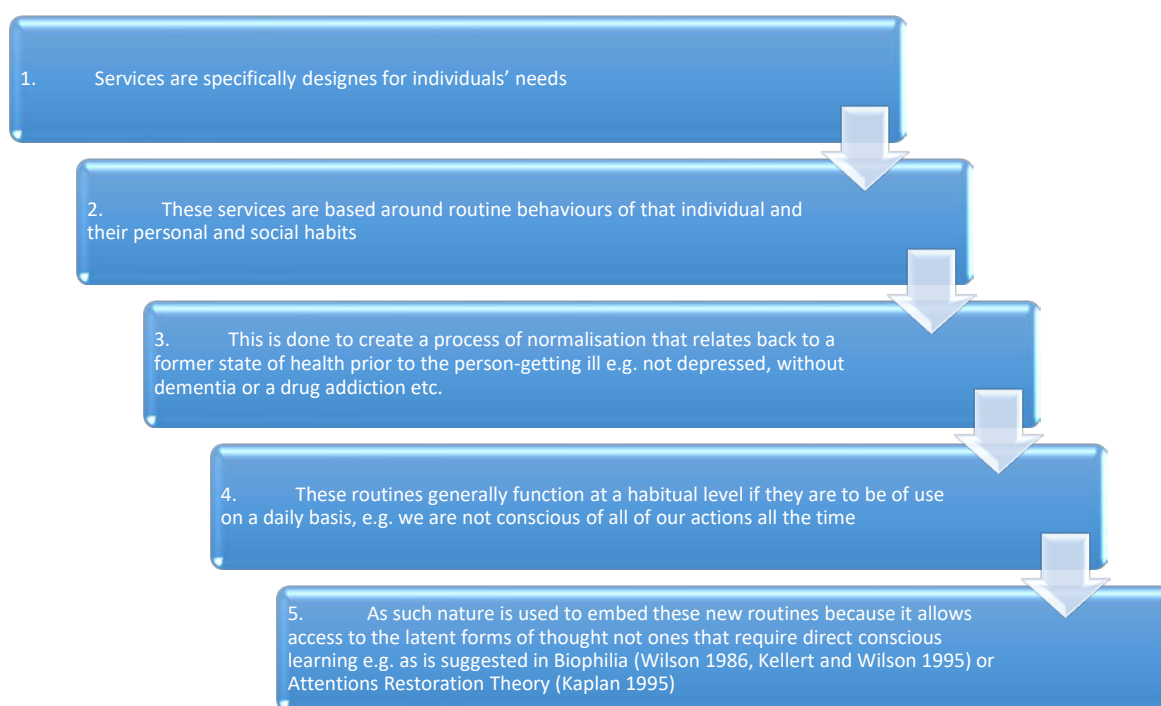 1. Services are specifically designes for individuals’ needs
2. These services are based around routine behaviours of that individual and
their personal and social habits
3. This is done to create a process of normalisation that relates back to a
former state of health prior to the person-getting ill e.g. not depressed, without
dementia or a drug addiction etc.
4. These routines generally function at a habitual level if they are to be of use
on a daily basis, e.g. we are not conscious of all of our actions all the time
5. As such nature is used to embed these new routines because it allows
access to the latent forms of thought not ones that require direct conscious
learning e.g. as is suggested in Biophilia (Wilson 1986, Kellert and Wilson 1995) or
Attentions Restoration Theory (Kaplan 1995)